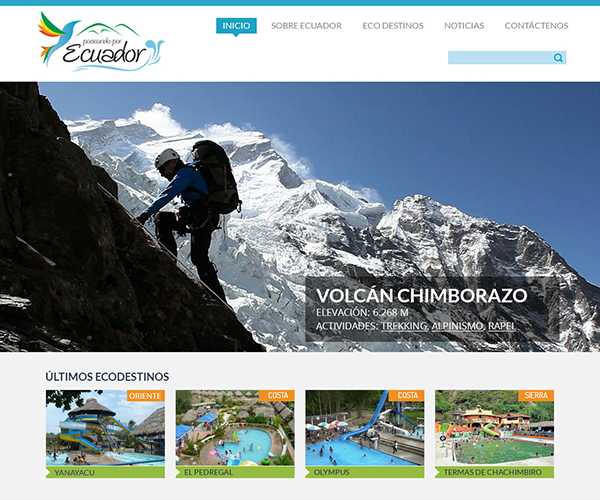 paseando por
Ecuador
INICIO SOBRE ECUADOR ECO DESTINOS NOTICIAS CONTÁCTENOS
VOLCÁN CHIMBORAZO
ELEVACIÓN: 6.268 M
ACTIVIDADES: TREKKING, ALPINISMO, RAPEL
ÚLTIMOS ECODESTINOS
ORIENTE COSTA COSTA SIERRA
YANAYACU EL PEDREGAL OLYMPUS TERMAS DE CHACHIMBIRO